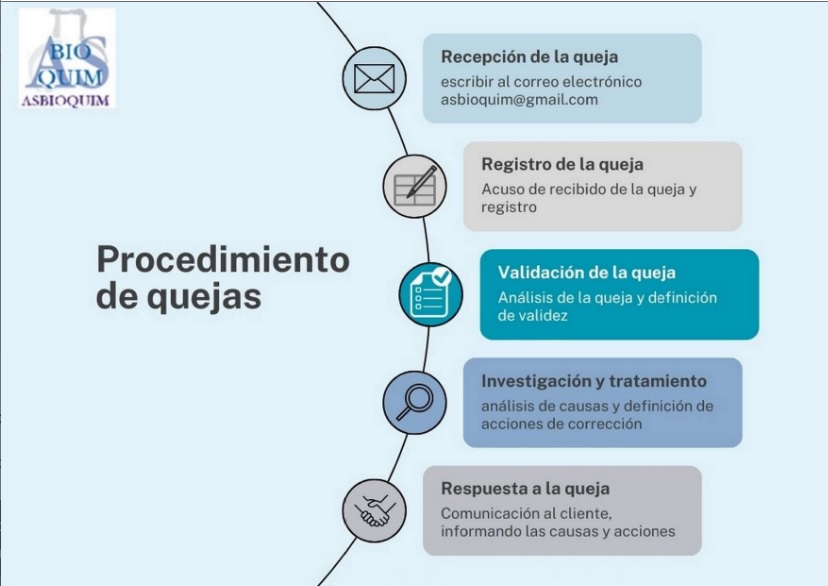 BIO
QUIM
ASBIOQUIM
Procedimiento
de quejas
Recepción de la queja
escribir al correo electrónico
asbioquim@gmail.com
Registro de la queja
Acuso de recibido de la queja y
registro
Validación de la queja
Análisis de la queja y definición
de validez
Investigación y tratamiento
análisis de causas y definición de
acciones de corrección
Respuesta a la queja
Comunicación al cliente,
informando las causas y acciones